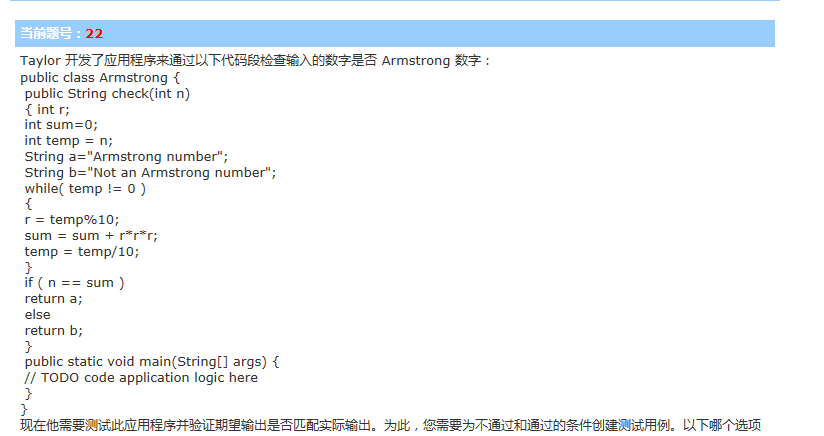 当前题号：22
Taylor 开发了应用程序来通过以下代码段检查输入的数字是否 Armstrong 数字：
public class Armstrong {
public String check(int n)
{ int r;
int sum=0;
int temp = n;
String a="Armstrong number";
String b="Not an Armstrong number";
while( temp != 0 )
{
r = temp%10;
sum = sum + r*r*r;
temp = temp/10;
}
if ( n == sum )
return a;
else
return b;
}
public static void main(String[] args) {
// TODO code application logic here
}
}
现在他需要测试此应用程序并验证期望输出是否匹配实际输出。为此，您需要为不通过和通过的条件创建测试用例。以下哪个选项